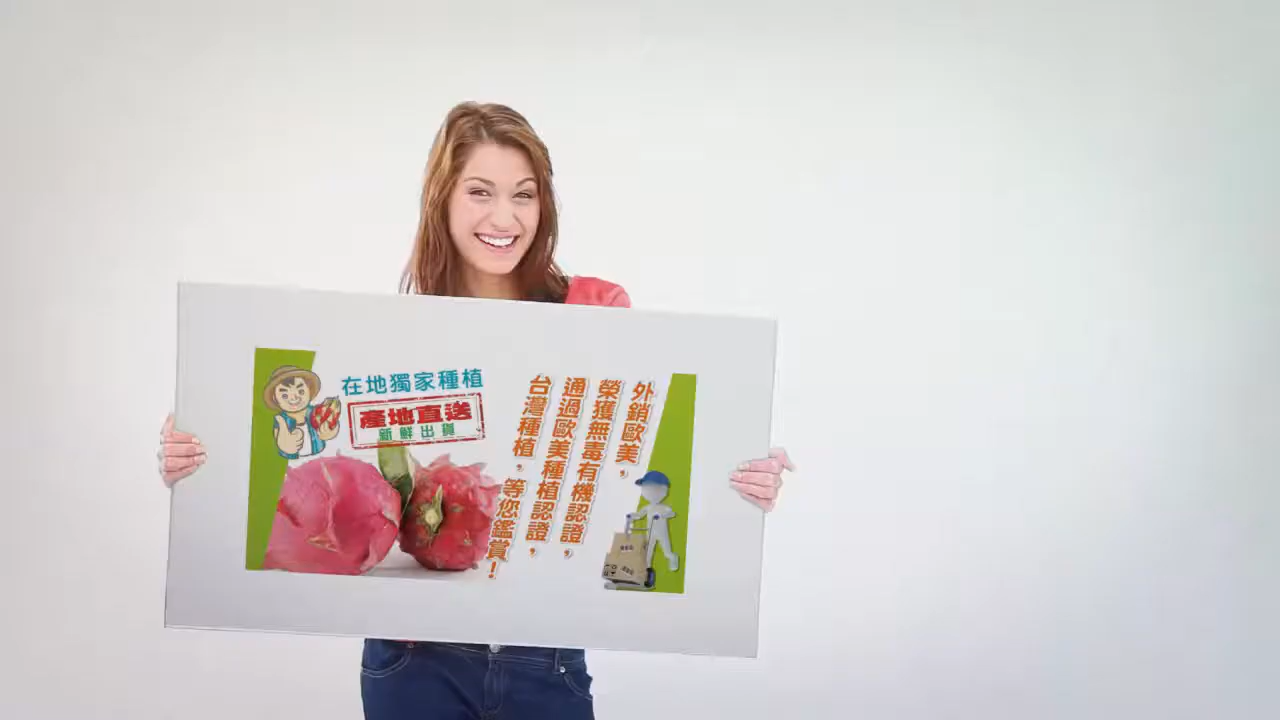 在地獨家種植
產地直送
新鮮出貨
外銷歐美，
榮獲無毒有機認證，
通過歐美種植認證，
台灣種植，等您鑑賞！